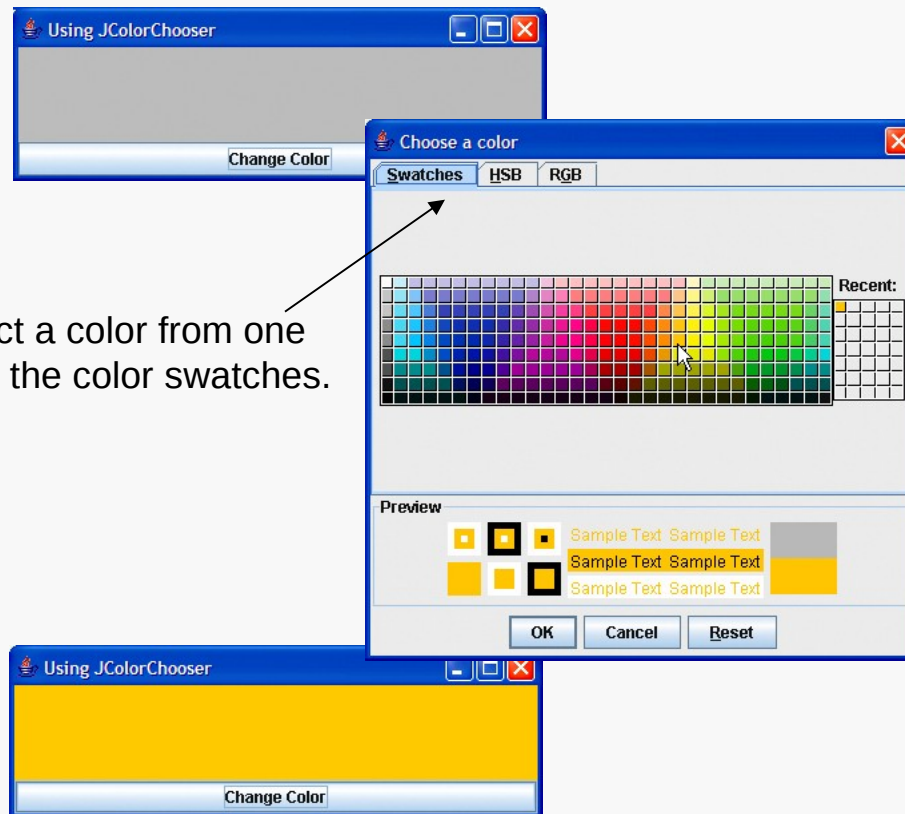 Using JColorChooser
Change Color
Choose a color
Swatches HSB RGB
Recent:
a color from one
the color swatches.
Preview
Sample Text Sample Text
Sample Text Sample Text
Sample Text Sample Text
OK Cancel Reset
Using JColorChooser
Change Color